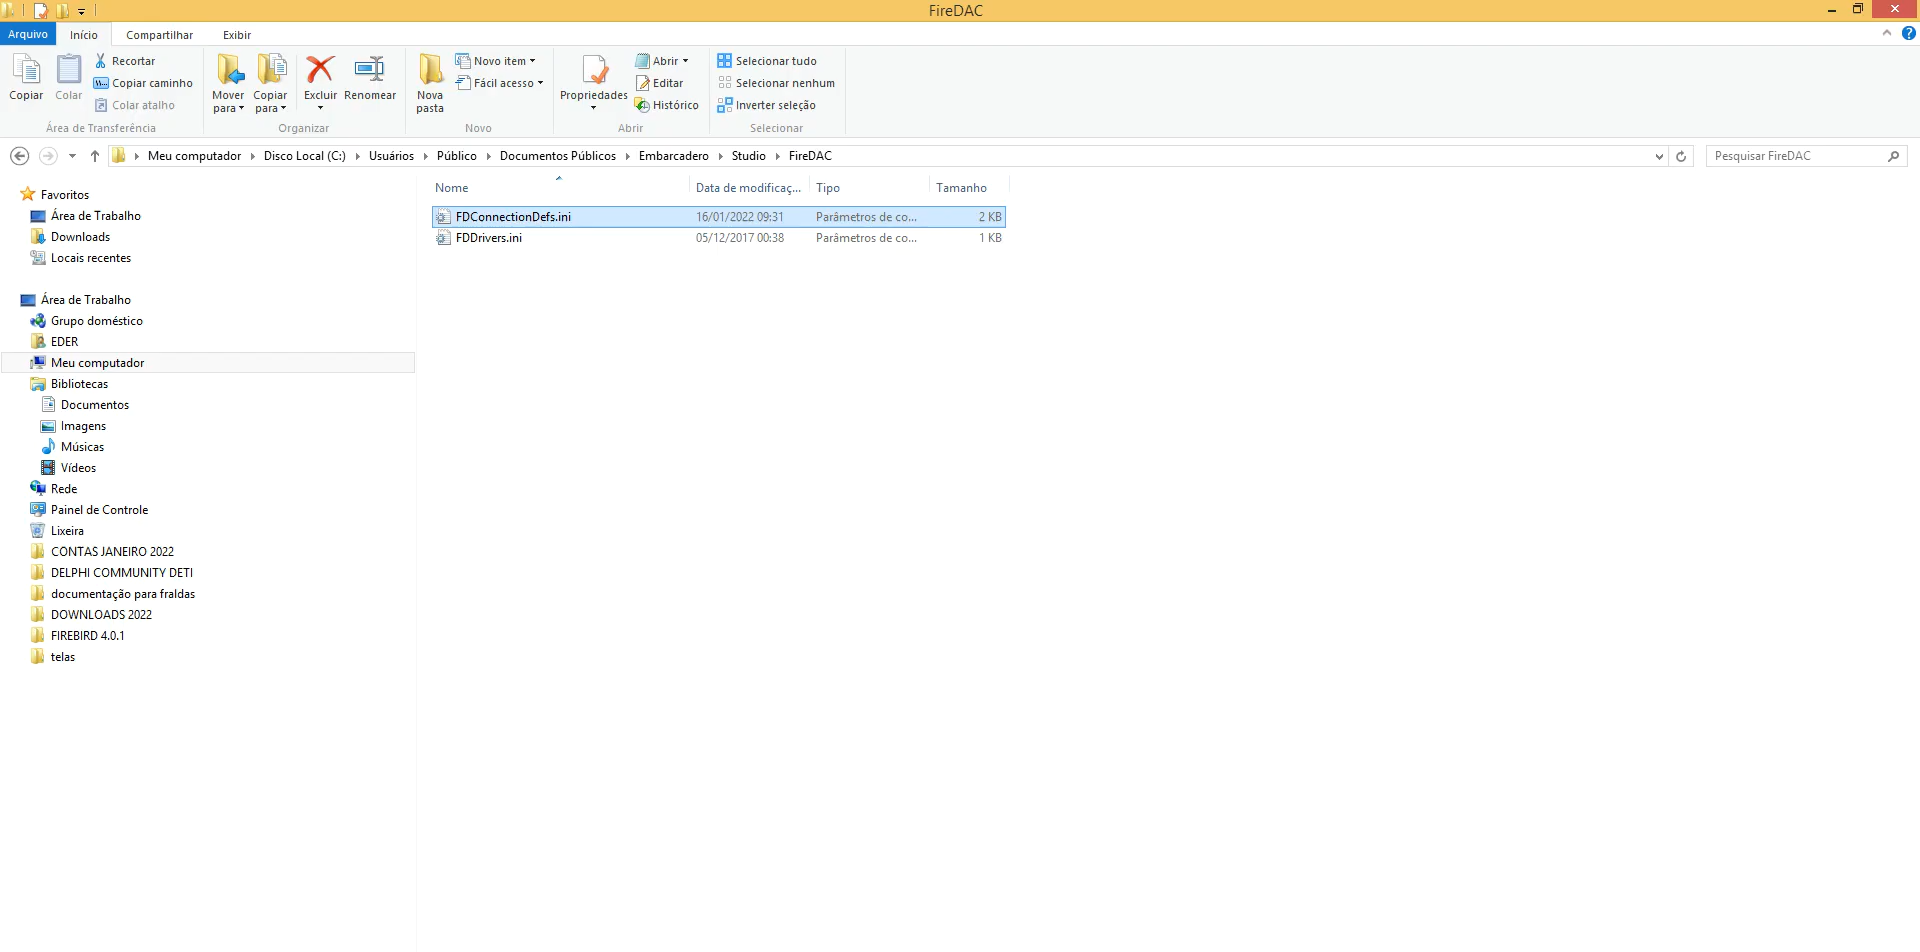 FireDAC
Arquivo Início Compartilhar Exibir
Copiar
Colar
Recortar
Copiar caminho
Colar atalho
Área de Transferência
Mover para
Copiar para
Excluir
Renomear
Organizar
Nova pasta
Novo item
Fácil acesso
Novo
Propriedades
Abrir
Editar
Histórico
Abrir
Selecionar tudo
Selecionar nenhum
Inverter seleção
Selecionar
Meu computador Disco Local (C:) Usuários Público Documentos Públicos Embarcadero Studio FireDAC
Pesquisar FireDAC
Favoritos
Área de Trabalho
Downloads
Locais recentes
Área de Trabalho
Grupo doméstico
EDER
Meu computador
Bibliotecas
Documentos
Imagens
Músicas
Vídeos
Rede
Painel de Controle
Lixeira
CONTAS JANEIRO 2022
DELPHI COMMUNITY DETI
documentação para fraldas
DOWNLOADS 2022
FIREBIRD 4.0.1
telas
Nome Data de modificaç... Tipo Tamanho
FDConnectionDefs.ini 16/01/2022 09:31 Parâmetros de co... 2 KB
FDDrivers.ini 05/12/2017 00:38 Parâmetros de co... 1 KB